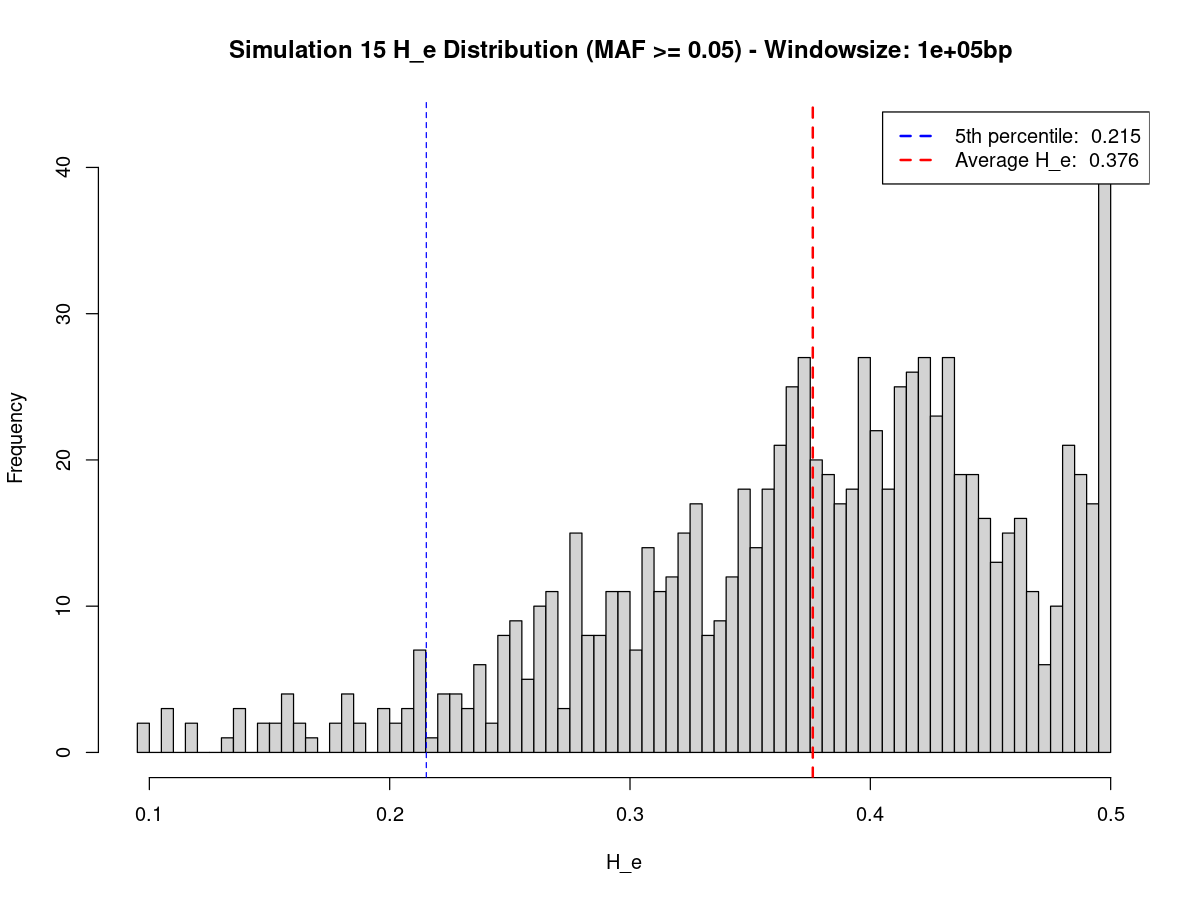 Simulation 15 H_e Distribution (MAF >= 0.05) - Windowsize: 1e+05bp
5th percentile:  0.215
Average H_e:  0.376
Frequency
40
30
20
10
0
0.1
0.2
0.3
0.4
0.5
H_e